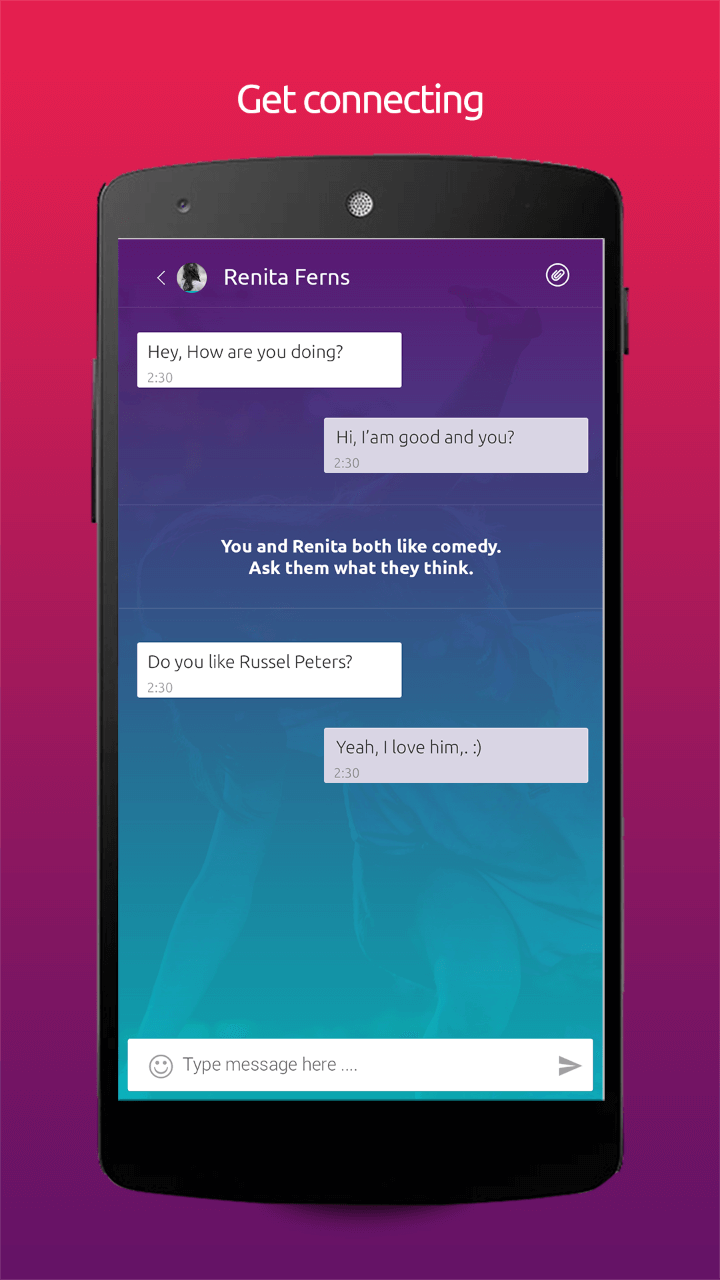 Get connecting
Renita Ferns
Hey, How are you doing?
2:30
Hi, I'am good and you?
2:30
You and Renita both like comedy.
Ask them what they think.
Do you like Russel Peters?
2:30
Yeah, I love him,. :)
2:30
Type message here ....